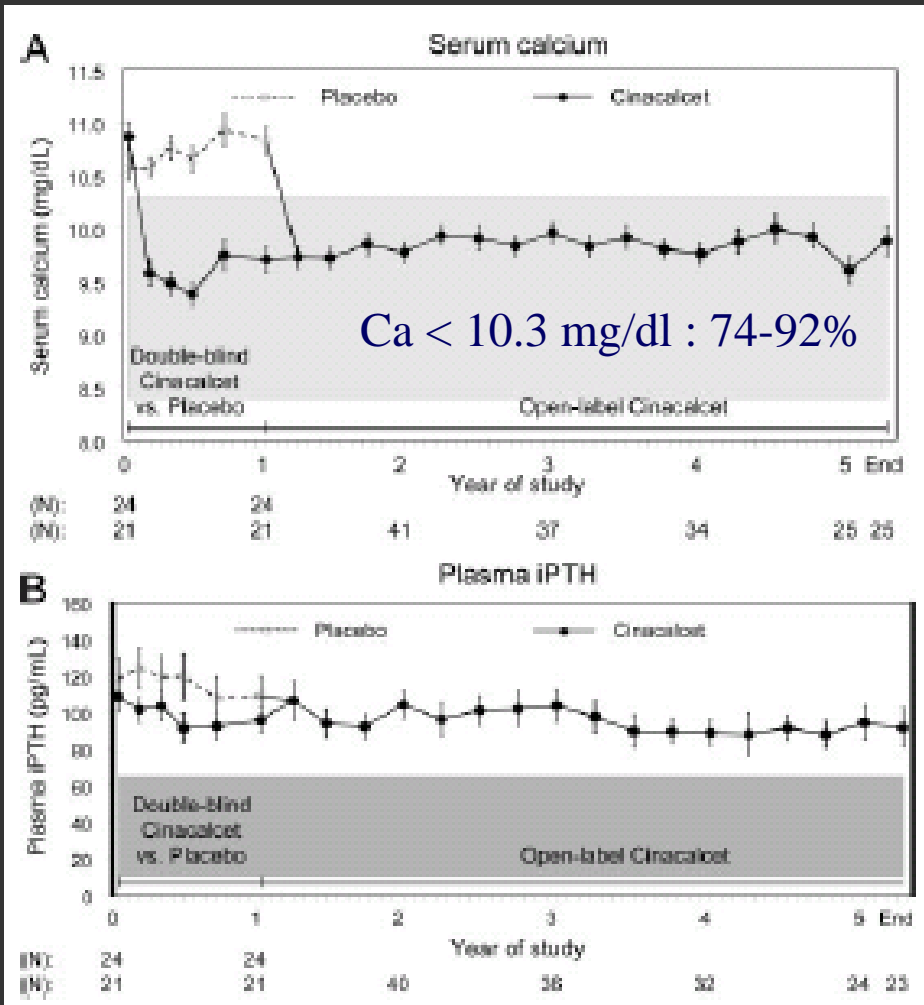 A Serum calcium
Placebo Cinacalcet
Serum calcium (mg/dL)
11.5
11.0
10.5
10.0
9.5
9.0
8.5
8.0
Ca < 10.3 mg/dl : 74-92%
Double-blind
Cinacalcet
vs. Placebo
Open-label Cinacalcet
0 1 2 3 4 5 End
Year of study
(N): 24 24
(N): 21 21 41 37 34 25 25
B Plasma iPTH
Placebo Cinacalcet
Plasma iPTH (pg/mL)
160
140
120
100
80
60
40
20
0
Double-blind
Cinacalcet
vs. Placebo
Open-label Cinacalcet
0 1 2 3 4 5 End
Year of study
(N): 24 24
(N): 21 21 40 36 32 24 23